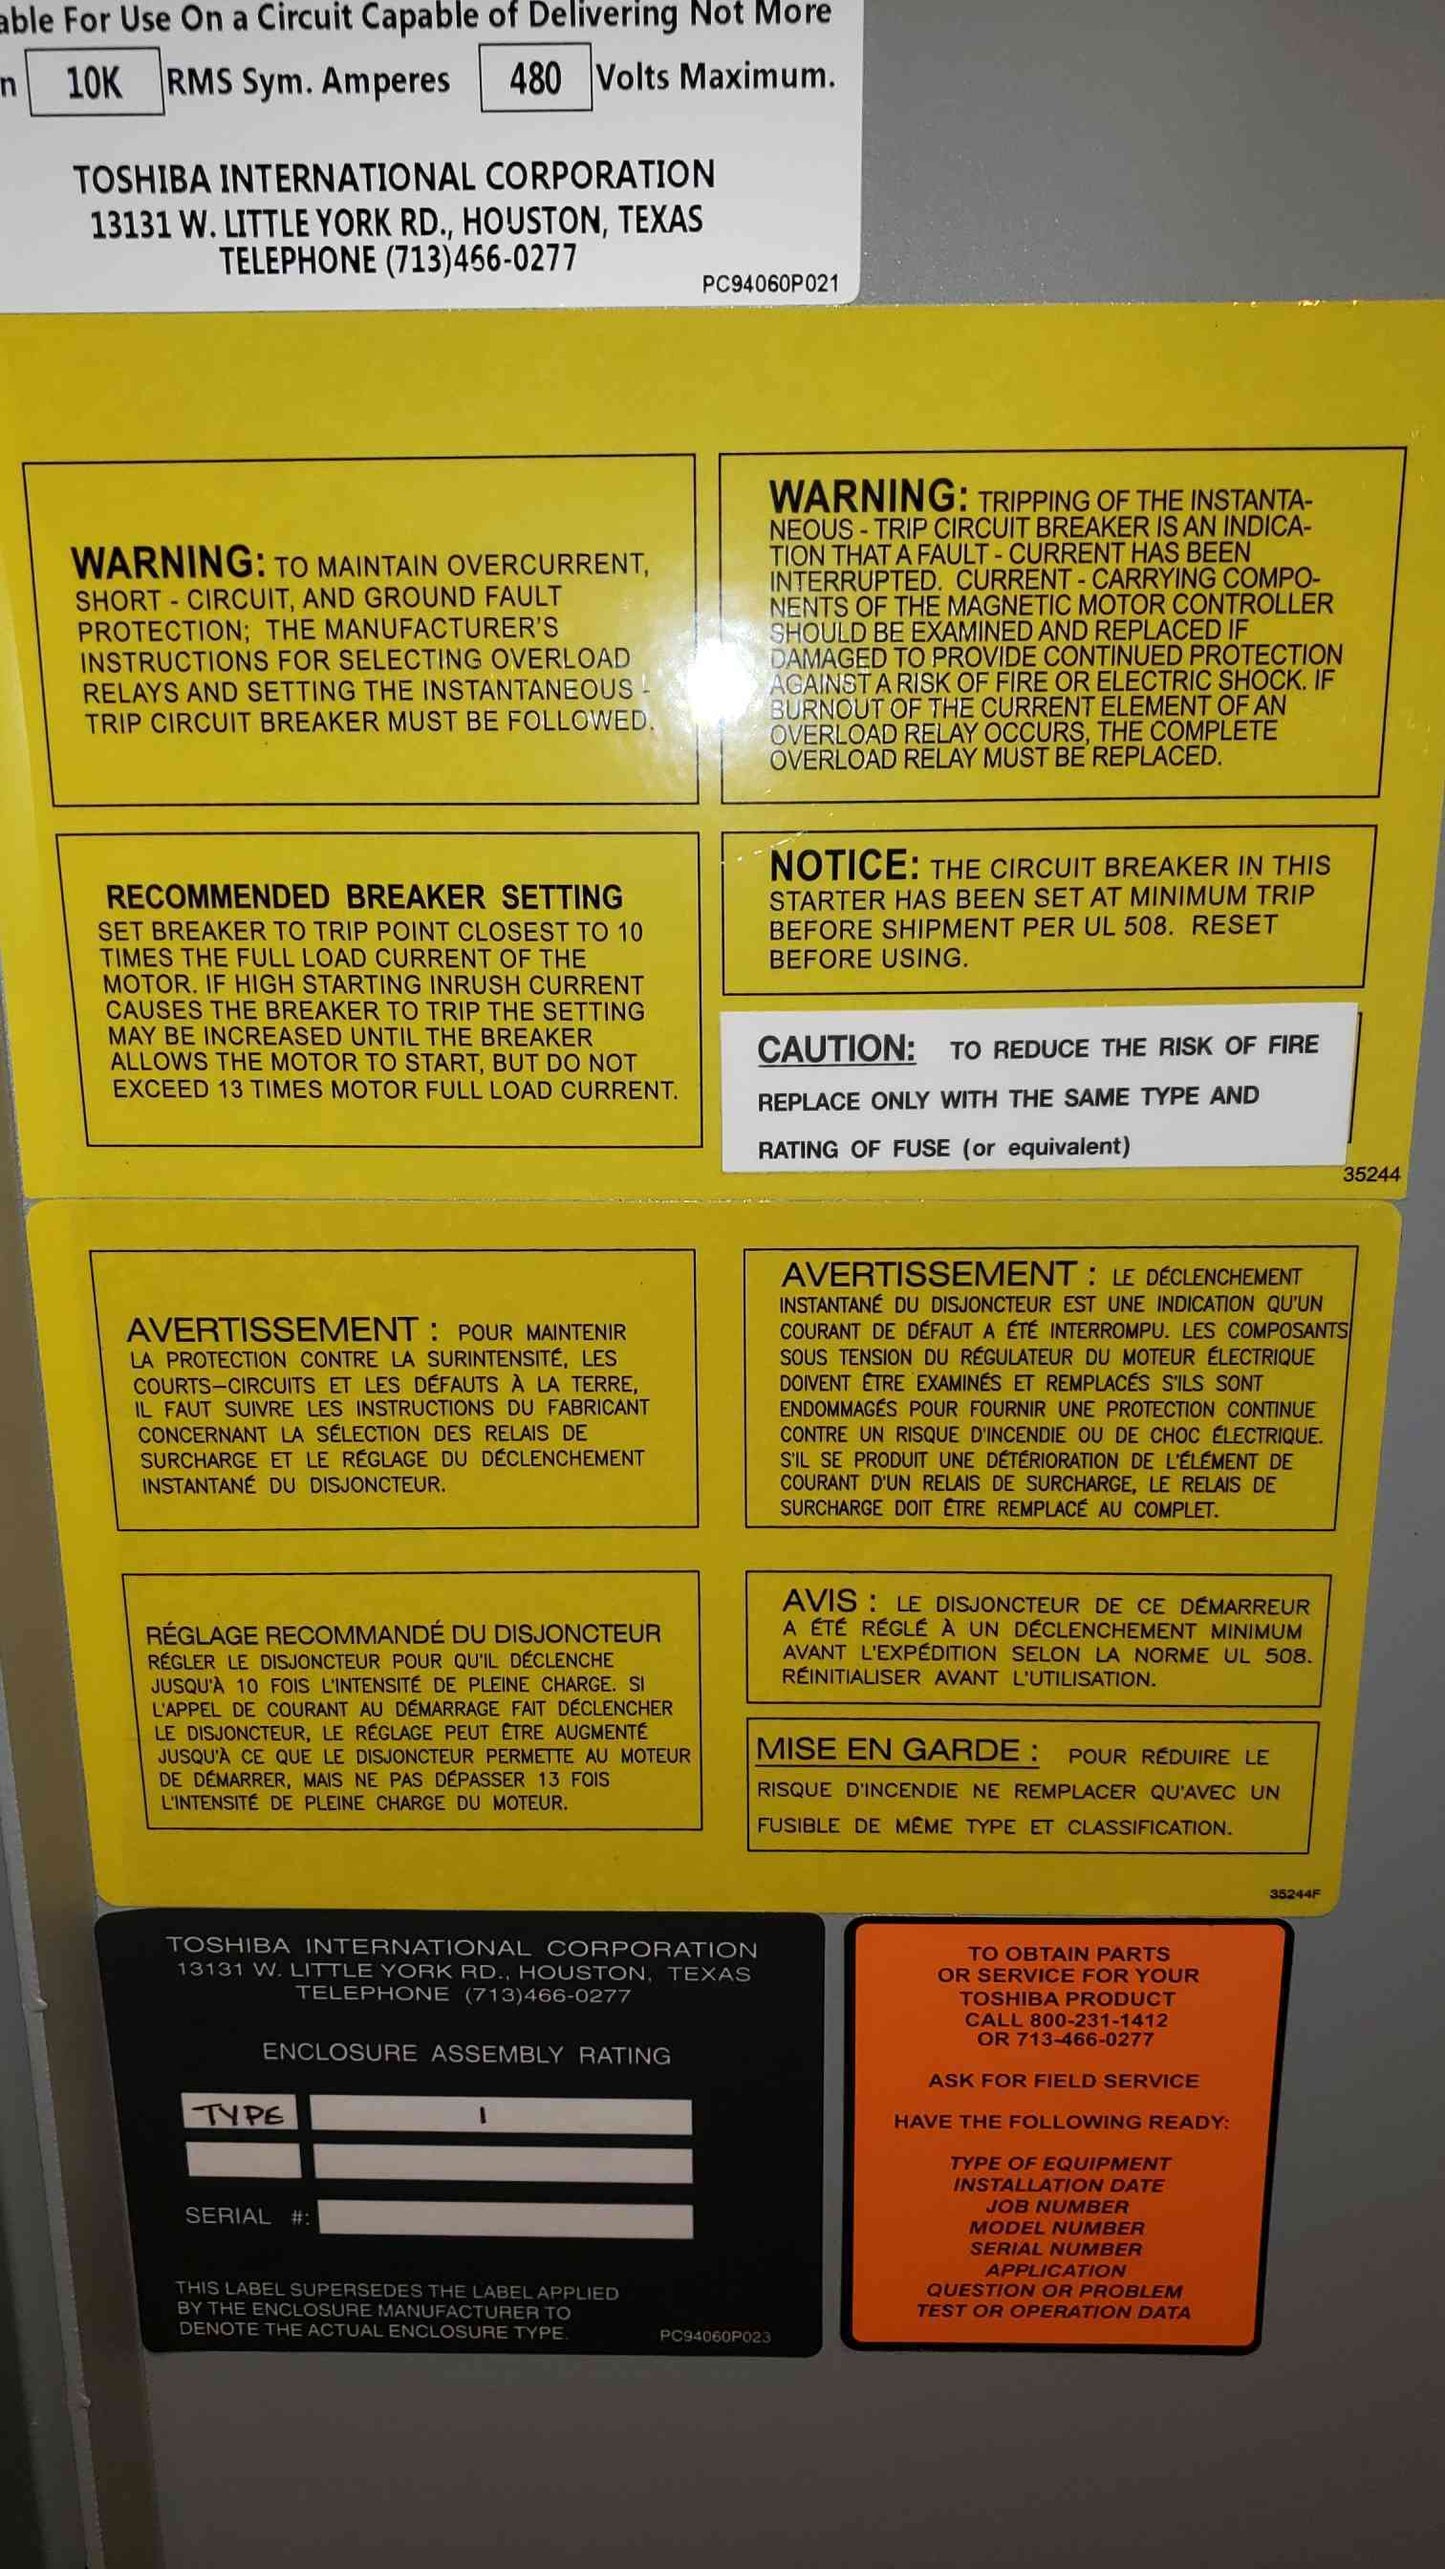 able For Use On a Circuit Capable of Delivering Not More
n 10K RMS Sym. Amperes 480 Volts Maximum.
TOSHIBA INTERNATIONAL CORPORATION
13131 W. LITTLE YORK RD., HOUSTON, TEXAS
TELEPHONE (713)466-0277
PC94060P021
WARNING: TO MAINTAIN OVERCURRENT,
SHORT - CIRCUIT, AND GROUND FAULT
PROTECTION; THE MANUFACTURER'S
INSTRUCTIONS FOR SELECTING OVERLOAD
RELAYS AND SETTING THE INSTANTANEOUS -
TRIP CIRCUIT BREAKER MUST BE FOLLOWED.
WARNING: TRIPPING OF THE INSTANTA-
NEOUS - TRIP CIRCUIT BREAKER IS AN INDICA-
TION THAT A FAULT - CURRENT HAS BEEN
INTERRUPTED. CURRENT - CARRYING COMPO-
NENTS OF THE MAGNETIC MOTOR CONTROLLER
SHOULD BE EXAMINED AND REPLACED IF
DAMAGED TO PROVIDE CONTINUED PROTECTION
AGAINST A RISK OF FIRE OR ELECTRIC SHOCK. IF
BURNOUT OF THE CURRENT ELEMENT OF AN
OVERLOAD RELAY OCCURS, THE COMPLETE
OVERLOAD RELAY MUST BE REPLACED.
RECOMMENDED BREAKER SETTING
SET BREAKER TO TRIP POINT CLOSEST TO 10
TIMES THE FULL LOAD CURRENT OF THE
MOTOR. IF HIGH STARTING INRUSH CURRENT
CAUSES THE BREAKER TO TRIP THE SETTING
MAY BE INCREASED UNTIL THE BREAKER
ALLOWS THE MOTOR TO START, BUT DO NOT
EXCEED 13 TIMES MOTOR FULL LOAD CURRENT.
NOTICE: THE CIRCUIT BREAKER IN THIS
STARTER HAS BEEN SET AT MINIMUM TRIP
BEFORE SHIPMENT PER UL 508. RESET
BEFORE USING.
CAUTION: TO REDUCE THE RISK OF FIRE
REPLACE ONLY WITH THE SAME TYPE AND
RATING OF FUSE (or equivalent)
35244
AVERTISSEMENT : POUR MAINTENIR
LA PROTECTION CONTRE LA SURINTENSITÉ, LES
COURTS-CIRCUITS ET LES DÉFAUTS À LA TERRE,
IL FAUT SUIVRE LES INSTRUCTIONS DU FABRICANT
CONCERNANT LA SÉLECTION DES RELAIS DE
SURCHARGE ET LE RÉGLAGE DU DÉCLENCHEMENT
INSTANTANÉ DU DISJONCTEUR.
AVERTISSEMENT : LE DÉCLENCHEMENT
INSTANTANÉ DU DISJONCTEUR EST UNE INDICATION QU'UN
COURANT DE DÉFAUT A ÉTÉ INTERROMPU. LES COMPOSANTS
SOUS TENSION DU RÉGULATEUR DU MOTEUR ÉLECTRIQUE
DOIVENT ÊTRE EXAMINÉS ET REMPLACÉS S'ILS SONT
ENDOMMAGÉS POUR FOURNIR UNE PROTECTION CONTINUE
CONTRE UN RISQUE D'INCENDIE OU DE CHOC ÉLECTRIQUE.
S'IL SE PRODUIT UNE DÉTÉRIORATION DE L'ÉLÉMENT DE
COURANT D'UN RELAIS DE SURCHARGE, LE RELAIS DE
SURCHARGE DOIT ÊTRE REMPLACÉ AU COMPLET.
RÉGLAGE RECOMMANDÉ DU DISJONCTEUR
RÉGLER LE DISJONCTEUR POUR QU'IL DÉCLENCHE
JUSQU'À 10 FOIS L'INTENSITÉ DE PLEINE CHARGE. SI
L'APPEL DE COURANT AU DÉMARRAGE FAIT DÉCLENCHER
LE DISJONCTEUR, LE RÉGLAGE PEUT ÊTRE AUGMENTÉ
JUSQU'À CE QUE LE DISJONCTEUR PERMETTE AU MOTEUR
DE DÉMARRER, MAIS NE PAS DÉPASSER 13 FOIS
L'INTENSITÉ DE PLEINE CHARGE DU MOTEUR.
AVIS : LE DISJONCTEUR DE CE DÉMARREUR
A ÉTÉ RÉGLÉ À UN DÉCLENCHEMENT MINIMUM
AVANT L'EXPÉDITION SELON LA NORME UL 508.
RÉINITIALISER AVANT L'UTILISATION.
MISE EN GARDE : POUR RÉDUIRE LE
RISQUE D'INCENDIE NE REMPLACER QU'AVEC UN
FUSIBLE DE MÊME TYPE ET CLASSIFICATION.
35244F
TOSHIBA INTERNATIONAL CORPORATION
13131 W. LITTLE YORK RD., HOUSTON, TEXAS
TELEPHONE (713)466-0277
ENCLOSURE ASSEMBLY RATING
TYPE 1
SERIAL #:
THIS LABEL SUPERSEDES THE LABEL APPLIED
BY THE ENCLOSURE MANUFACTURER TO
DENOTE THE ACTUAL ENCLOSURE TYPE.
PC94060P023
TO OBTAIN PARTS
OR SERVICE FOR YOUR
TOSHIBA PRODUCT
CALL 800-231-1412
OR 713-466-0277
ASK FOR FIELD SERVICE
HAVE THE FOLLOWING READY:
TYPE OF EQUIPMENT
INSTALLATION DATE
JOB NUMBER
MODEL NUMBER
SERIAL NUMBER
APPLICATION
QUESTION OR PROBLEM
TEST OR OPERATION DATA